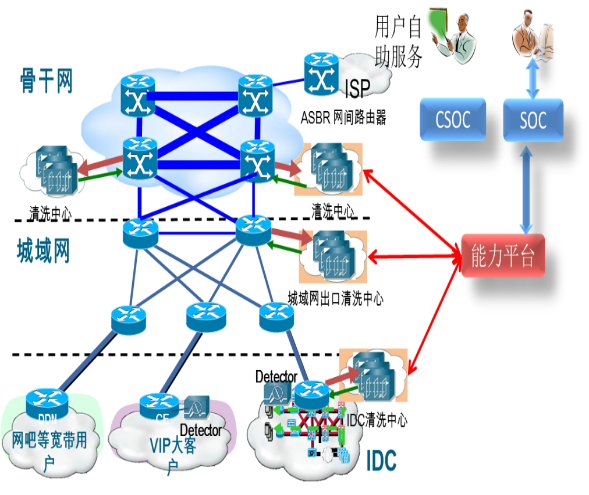 用户自
助服务
骨干网
ISP
ASBR 网间路由器
CSOC
SOC
清洗中心
清洗中心
城域网
能力平台
城域网出口清洗中心
Detector
IDC清洗中心
CE
Detector
网吧等宽带用
户
VIP大客
户
IDC